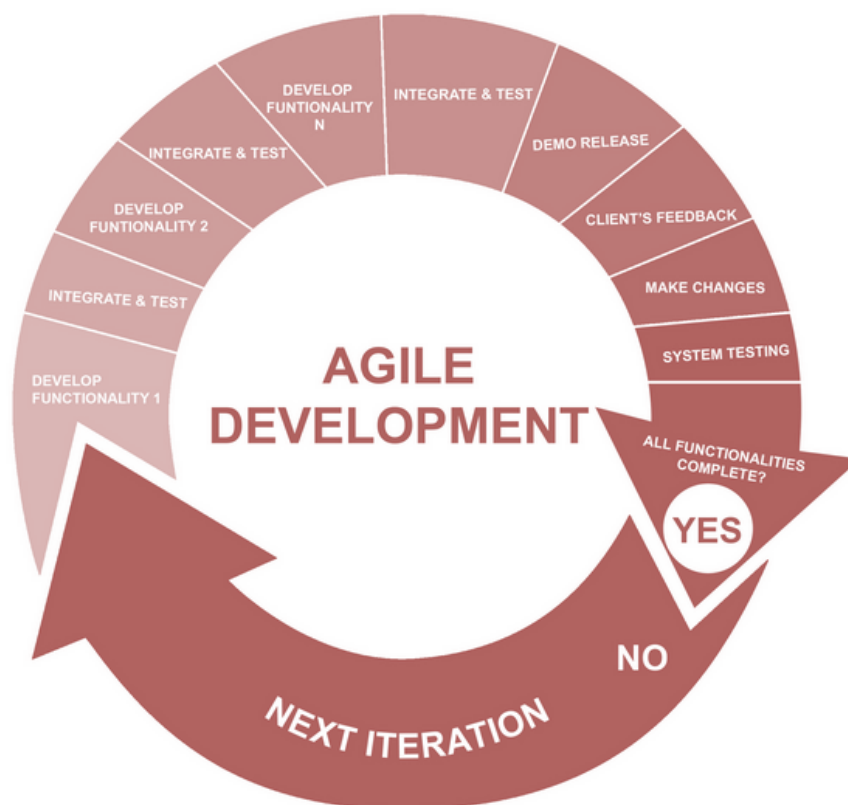 DEVELOP
FUNCTIONALITY 1
INTEGRATE & TEST
DEVELOP
FUNTIONALITY 2
INTEGRATE & TEST
DEVELOP
FUNTIONALITY
N
INTEGRATE & TEST
DEMO RELEASE
CLIENT'S FEEDBACK
MAKE CHANGES
SYSTEM TESTING
ALL FUNCTIONALITIES
COMPLETE?
YES
NO
NEXT ITERATION
AGILE
DEVELOPMENT